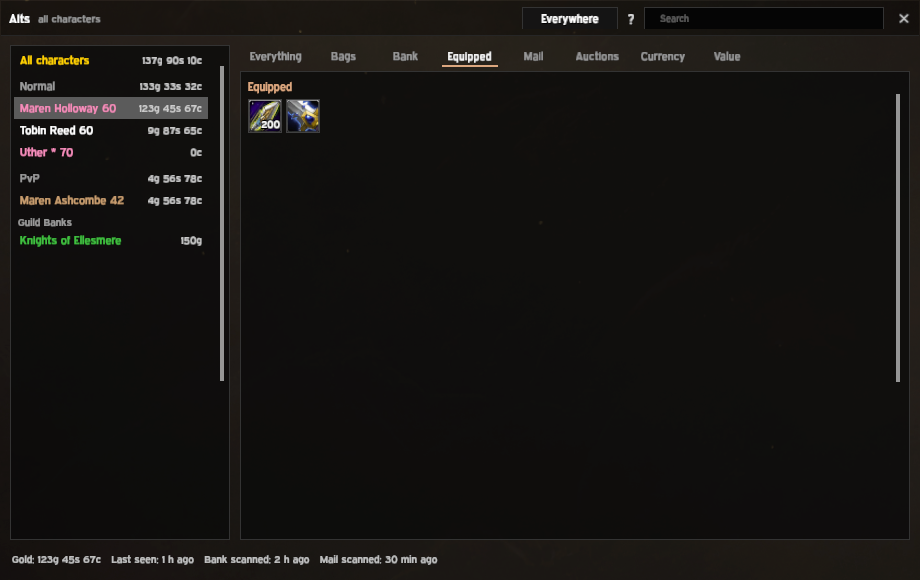 Alts all characters Everywhere ? Search ×
All characters 137g 90s 10c
Normal 133g 33s 32c
Maren Holloway 60 123g 45s 67c
Tobin Reed 60 9g 87s 65c
Uther * 70 0c
PvP 4g 56s 78c
Maren Ashcombe 42 4g 56s 78c
Guild Banks
Knights of Ellesmere 150g
Everything Bags Bank Equipped Mail Auctions Currency Value
Equipped
200
Gold: 123g 45s 67c Last seen: 1 h ago Bank scanned: 2 h ago Mail scanned: 30 min ago